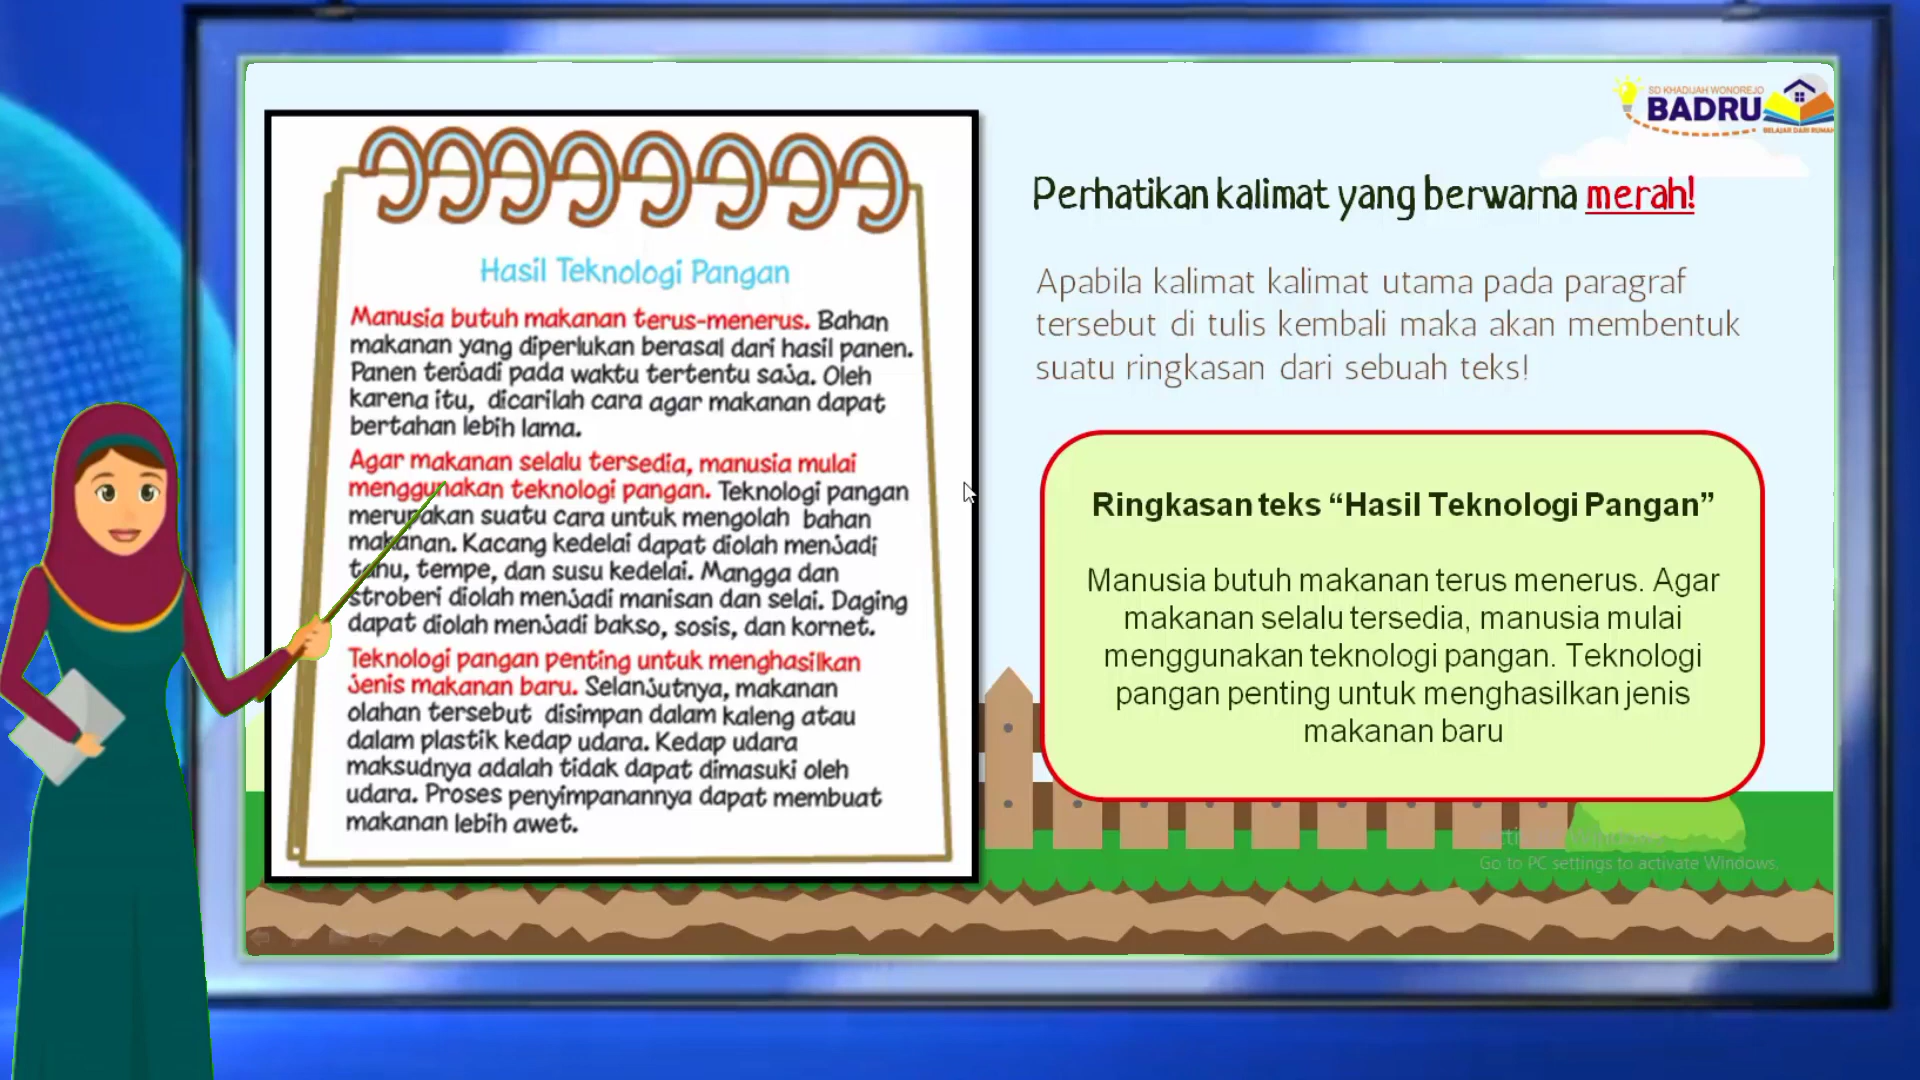 SD KHADIJAH WONOREJO
BADRU
BELAJAR DARI RUMAH
Hasil Teknologi Pangan
Manusia butuh makanan terus-menerus. Bahan
makanan yang diperlukan berasal dari hasil panen.
Panen terjadi pada waktu tertentu saja. Oleh
karena itu, dicarilah cara agar makanan dapat
bertahan lebih lama.
Agar makanan selalu tersedia, manusia mulai
menggunakan teknologi pangan. Teknologi pangan
merupakan suatu cara untuk mengolah bahan
makanan. Kacang kedelai dapat diolah menjadi
tahu, tempe, dan susu kedelai. Mangga dan
stroberi diolah menjadi manisan dan selai. Daging
dapat diolah menjadi bakso, sosis, dan kornet.
Teknologi pangan penting untuk menghasilkan
jenis makanan baru. Selanjutnya, makanan
olahan tersebut disimpan dalam kaleng atau
dalam plastik kedap udara. Kedap udara
maksudnya adalah tidak dapat dimasuki oleh
udara. Proses penyimpanannya dapat membuat
makanan lebih awet.
Perhatikan kalimat yang berwarna merah!
Apabila kalimat kalimat utama pada paragraf
tersebut di tulis kembali maka akan membentuk
suatu ringkasan dari sebuah teks!
Ringkasan teks “Hasil Teknologi Pangan”
Manusia butuh makanan terus menerus. Agar
makanan selalu tersedia, manusia mulai
menggunakan teknologi pangan. Teknologi
pangan penting untuk menghasilkan jenis
makanan baru
Go to PC settings to activate Windows.